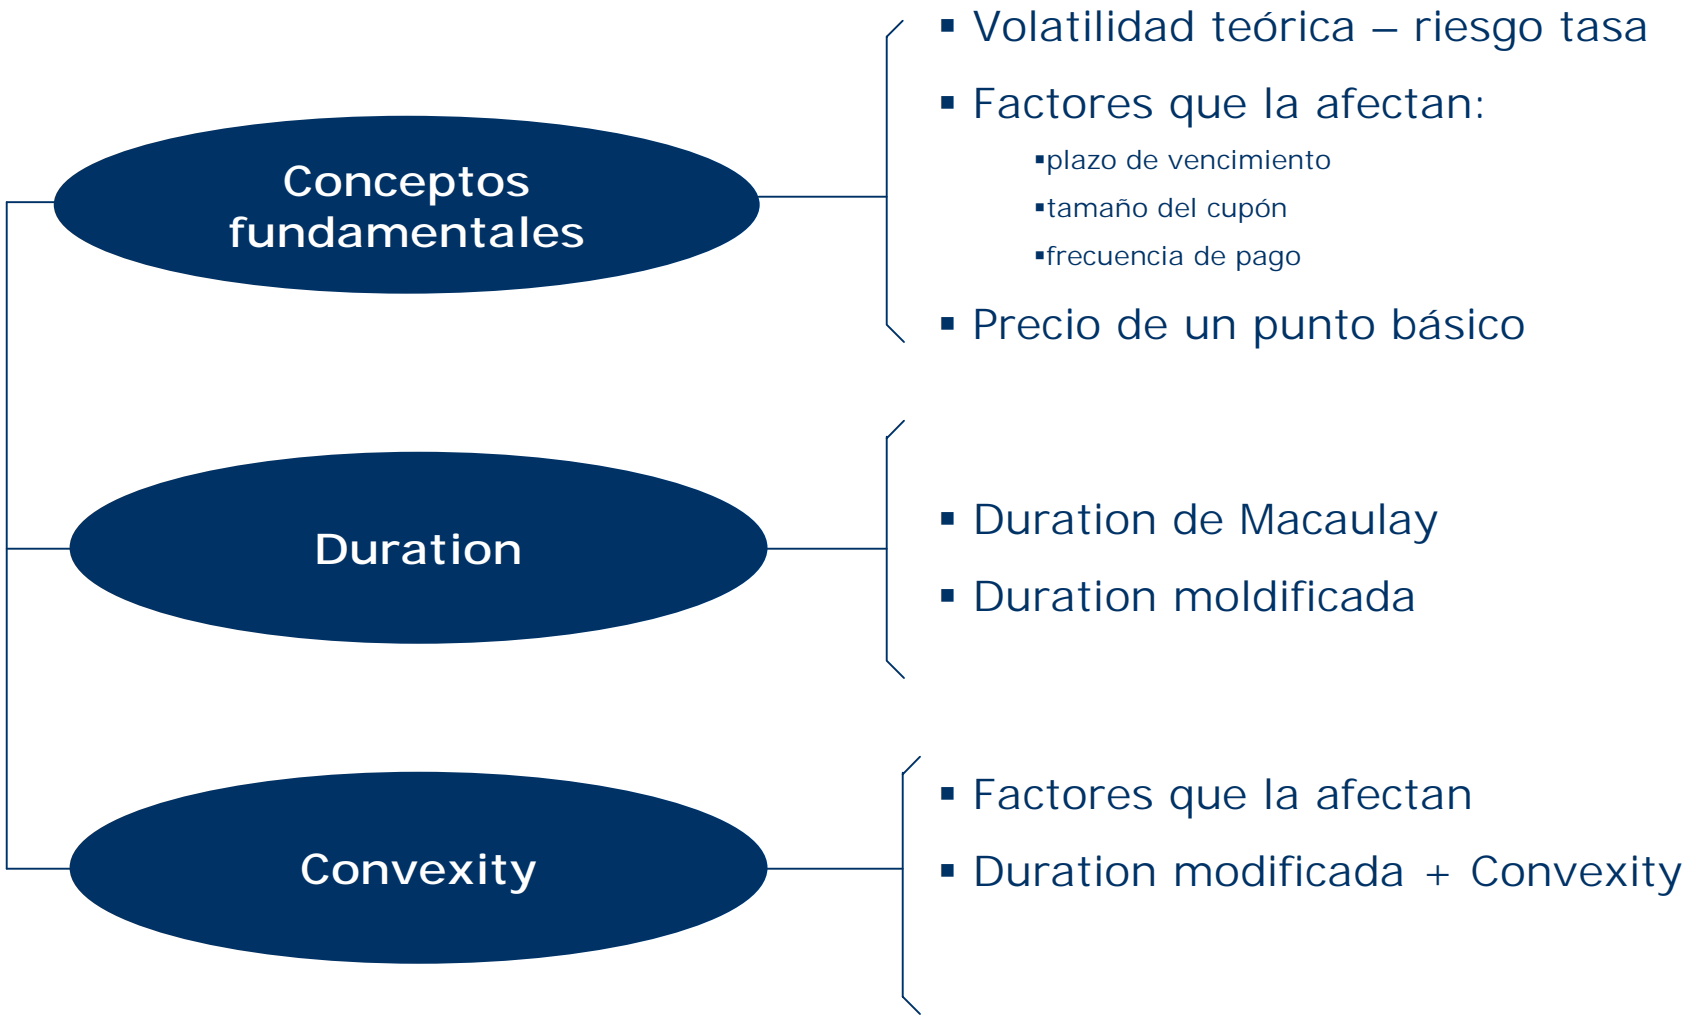 Conceptos
fundamentales
▪ Volatilidad teórica – riesgo tasa
▪ Factores que la afectan:
▪plazo de vencimiento
▪tamaño del cupón
▪frecuencia de pago
▪ Precio de un punto básico
Duration
▪ Duration de Macaulay
▪ Duration moldificada
Convexity
▪ Factores que la afectan
▪ Duration modificada + Convexity